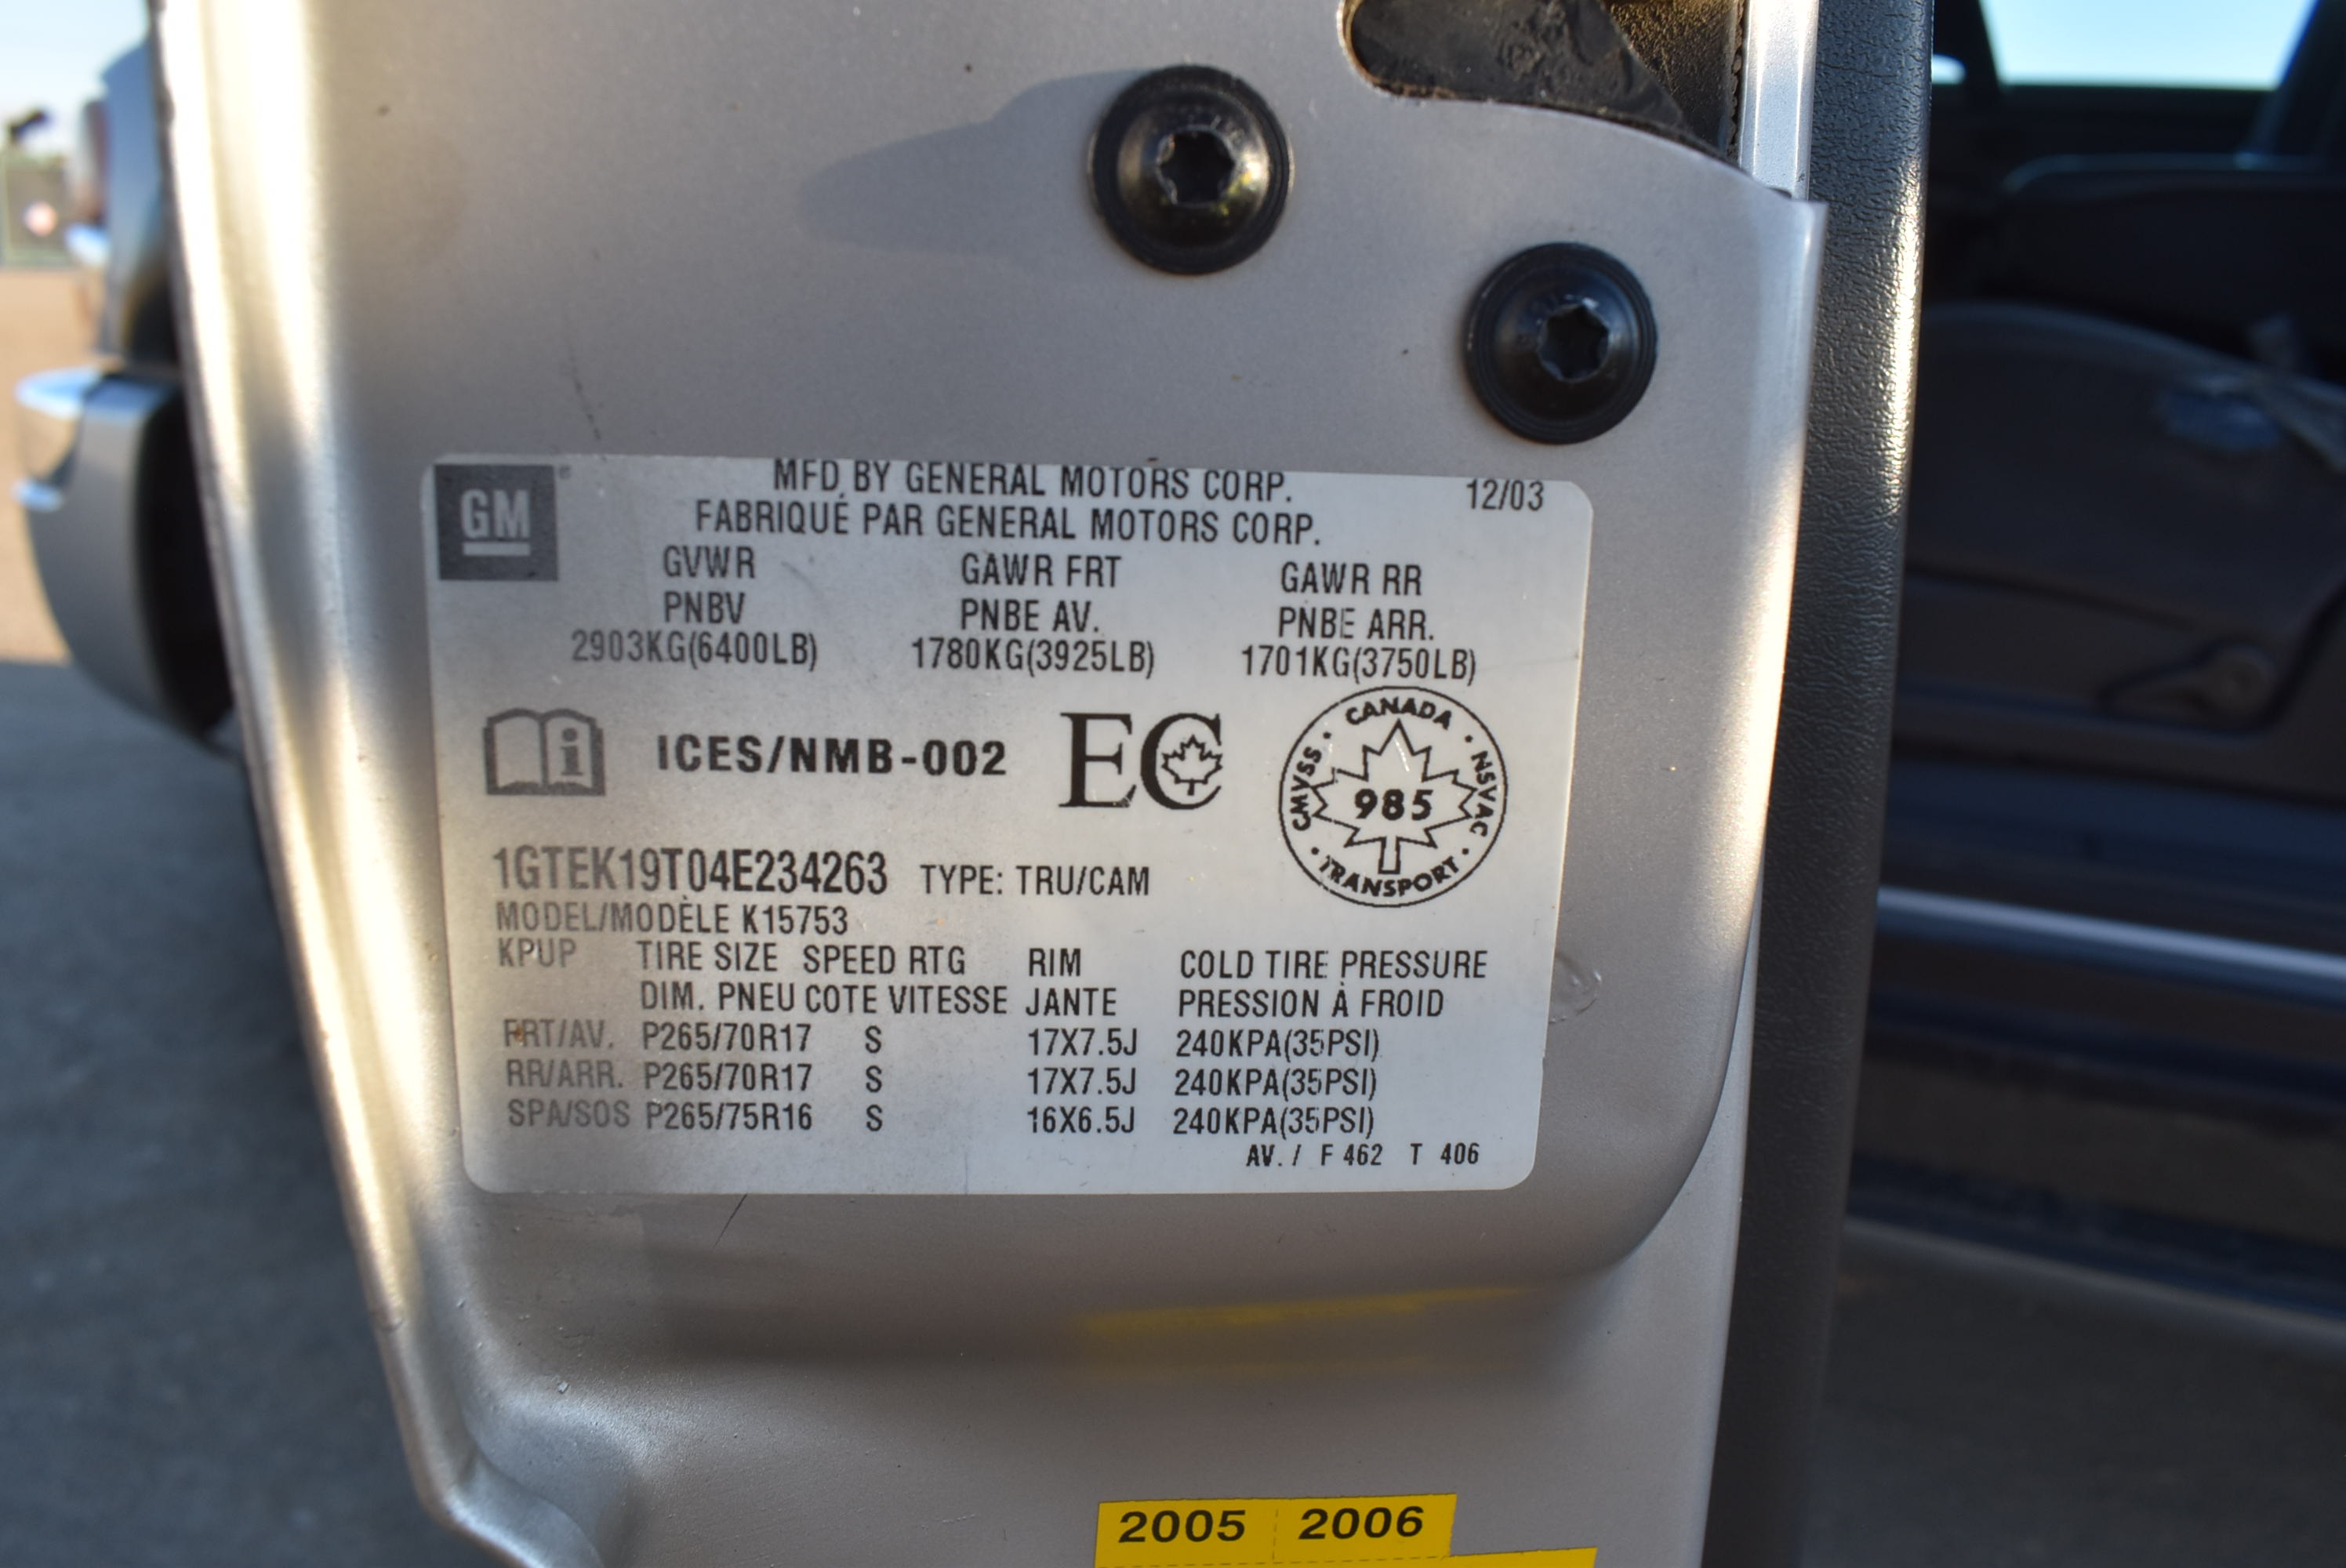 GM
MFD BY GENERAL MOTORS CORP. 12/03
FABRIQUÉ PAR GENERAL MOTORS CORP.
GVWR GAWR FRT GAWR RR
PNBV PNBE AV. PNBE ARR.
2903KG(6400LB) 1780KG(3925LB) 1701KG(3750LB)
ICES/NMB-002 EC
CANADA
CMVSS · NSVAC
985
TRANSPORT
1GTEK19T04E234263 TYPE: TRU/CAM
MODEL/MODÈLE K15753
KPUP TIRE SIZE SPEED RTG RIM COLD TIRE PRESSURE
DIM. PNEU COTE VITESSE JANTE PRESSION À FROID
FRT/AV. P265/70R17 S 17X7.5J 240KPA(35PSI)
RR/ARR. P265/70R17 S 17X7.5J 240KPA(35PSI)
SPA/SOS P265/75R16 S 16X6.5J 240KPA(35PSI)
AV. / F 462 T 406
2005 2006